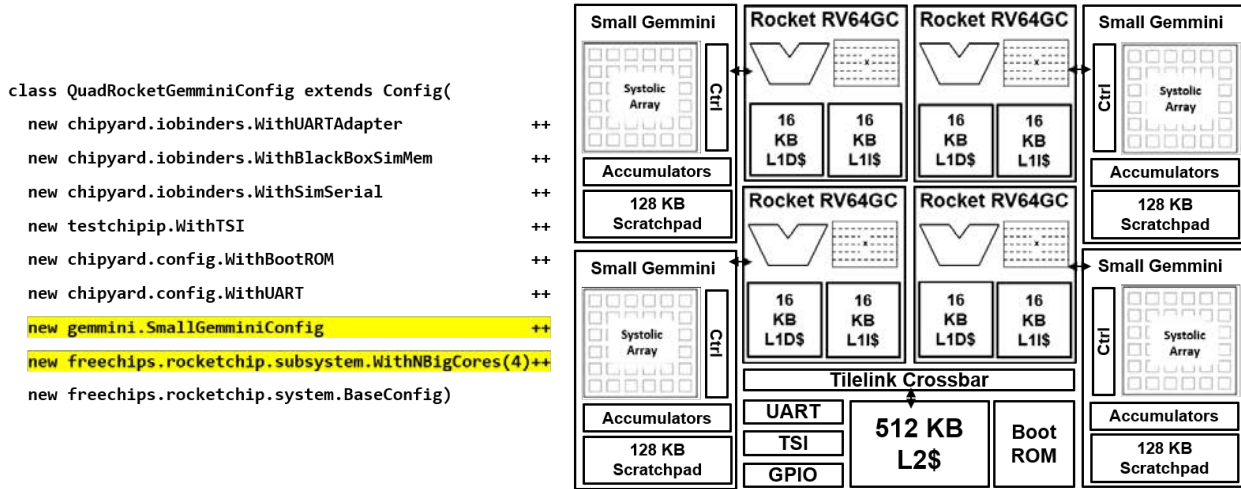 class QuadRocketGemminiConfig extends Config(
new chipyard.iobinders.WithUARTAdapter ++
new chipyard.iobinders.WithBlackBoxSimMem ++
new chipyard.iobinders.WithSimSerial ++
new testchipip.WithTSI ++
new chipyard.config.WithBootROM ++
new chipyard.config.WithUART ++
new gemmini.SmallGemminiConfig ++
new freechips.rocketchip.subsystem.WithNBigCores(4)++
new freechips.rocketchip.system.BaseConfig)
Small Gemmini
Systolic
Array
Ctrl
Accumulators
128 KB
Scratchpad
Rocket RV64GC
x
16
KB
L1D$
16
KB
L1I$
Rocket RV64GC
x
16
KB
L1D$
16
KB
L1I$
Small Gemmini
Ctrl
Systolic
Array
Accumulators
128 KB
Scratchpad
Small Gemmini
Systolic
Array
Ctrl
Accumulators
128 KB
Scratchpad
Rocket RV64GC
x
16
KB
L1D$
16
KB
L1I$
Rocket RV64GC
x
16
KB
L1D$
16
KB
L1I$
Small Gemmini
Ctrl
Systolic
Array
Accumulators
128 KB
Scratchpad
Tilelink Crossbar
UART
TSI
GPIO
512 KB
L2$
Boot
ROM